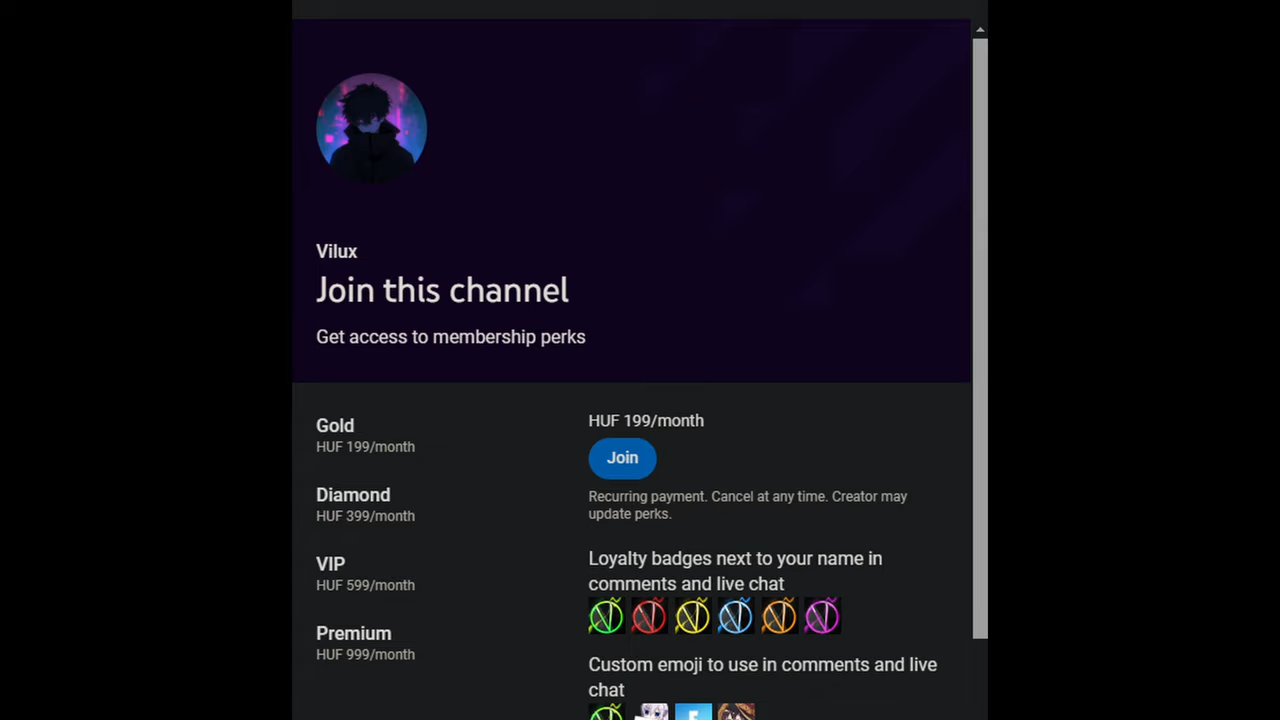 Vilux
Join this channel
Get access to membership perks
Gold
HUF 199/month
Diamond
HUF 399/month
VIP
HUF 599/month
Premium
HUF 999/month
HUF 199/month
Join
Recurring payment. Cancel at any time. Creator may
update perks.
Loyalty badges next to your name in
comments and live chat
Custom emoji to use in comments and live
chat